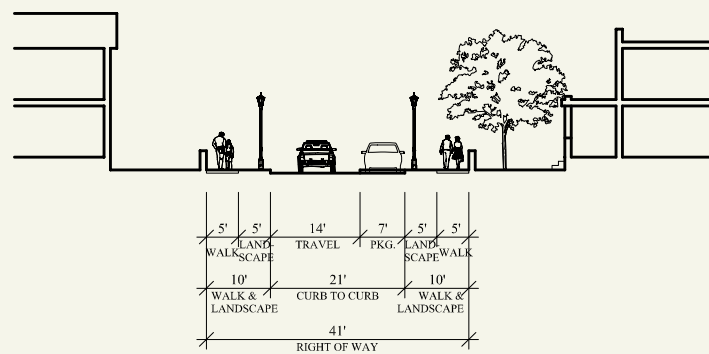 5' 5' 14' 7' 5' 5'
WALK LAND- TRAVEL PKG. LAND- WALK
SCAPE SCAPE
10' 21' 10'
WALK & CURB TO CURB WALK &
LANDSCAPE LANDSCAPE
41'
RIGHT OF WAY